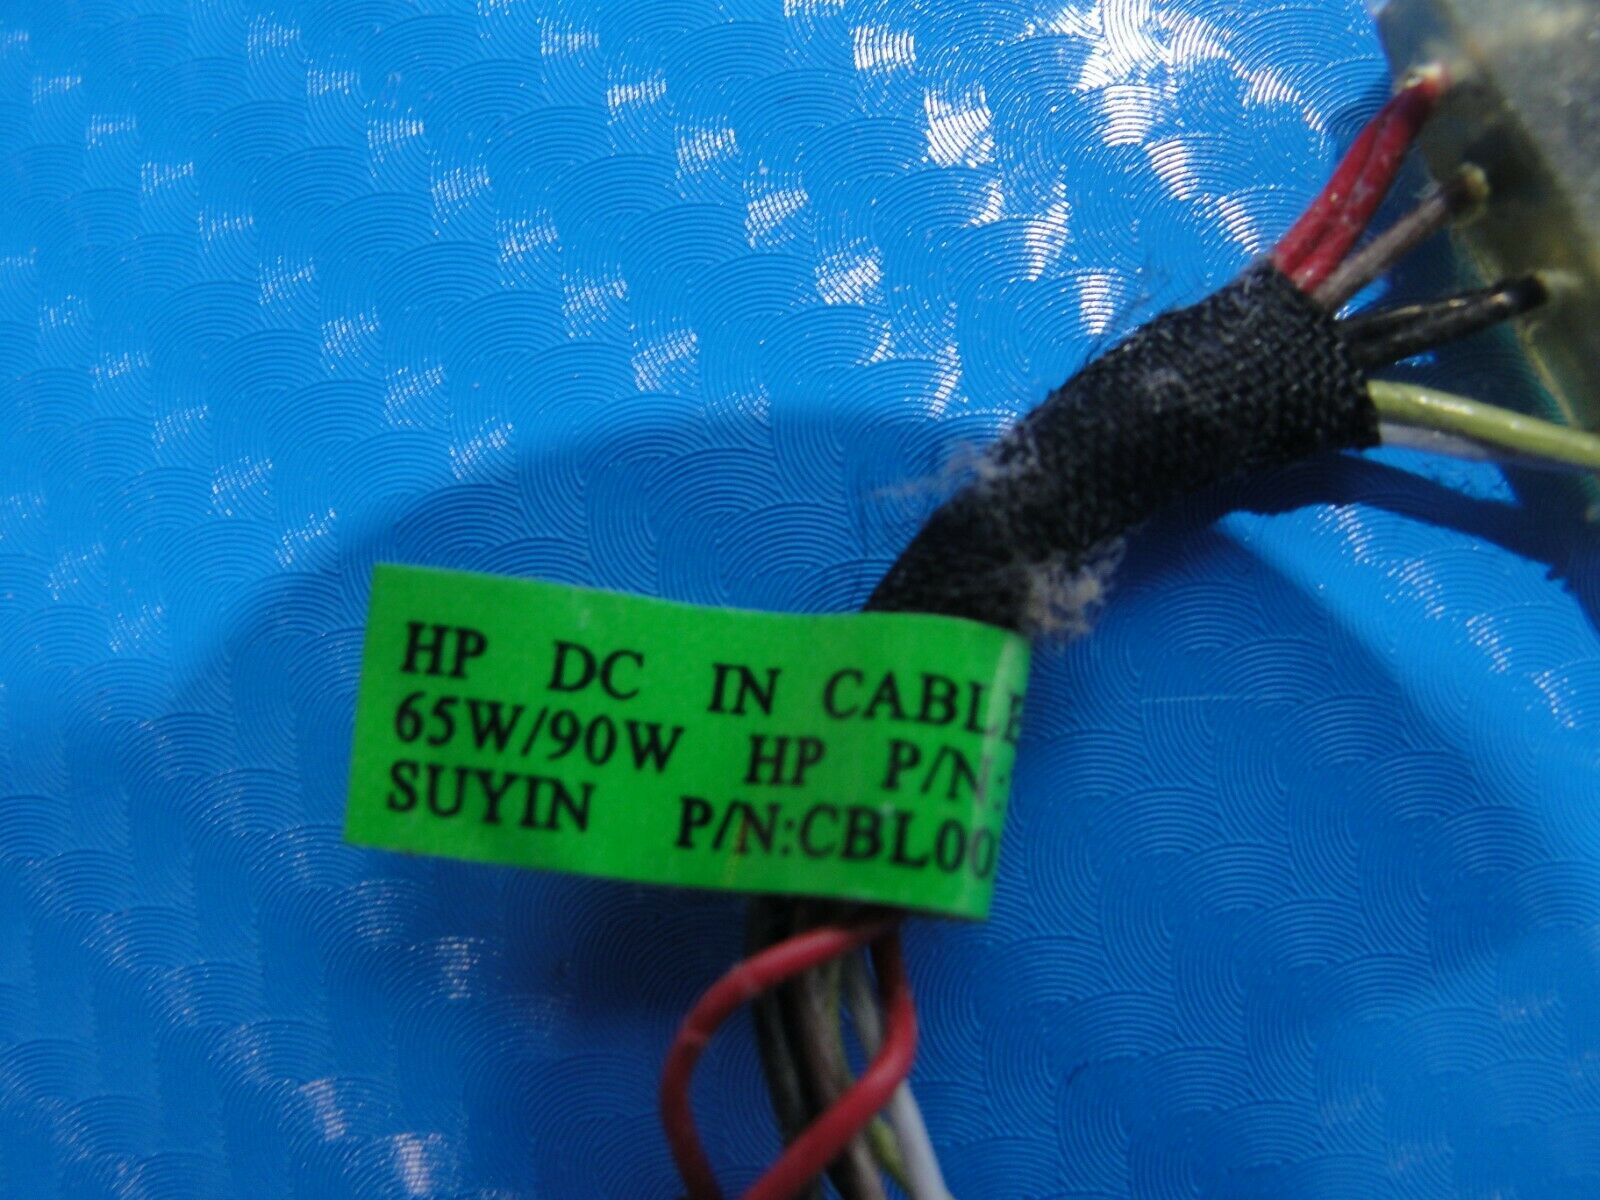 HP DC IN CABLE
65W/90W HP P/N:
SUYIN P/N:CBL00